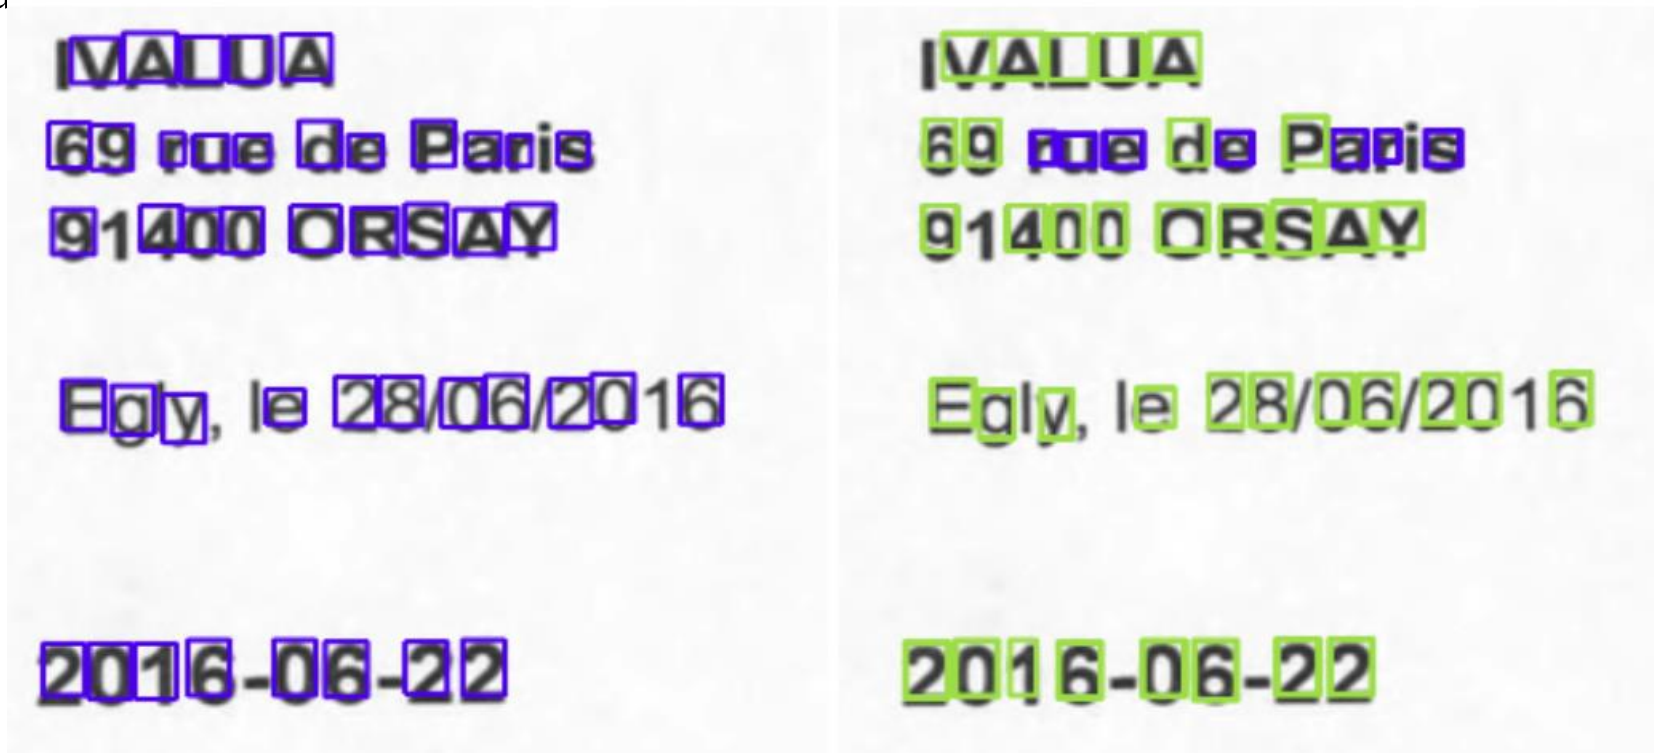 IVALUA IVALUA
69 rue de Paris 69 rue de Paris
91400 ORSAY 91400 ORSAY
Egly, le 28/06/2016 Egly, le 28/06/2016
2016-06-22 2016-06-22